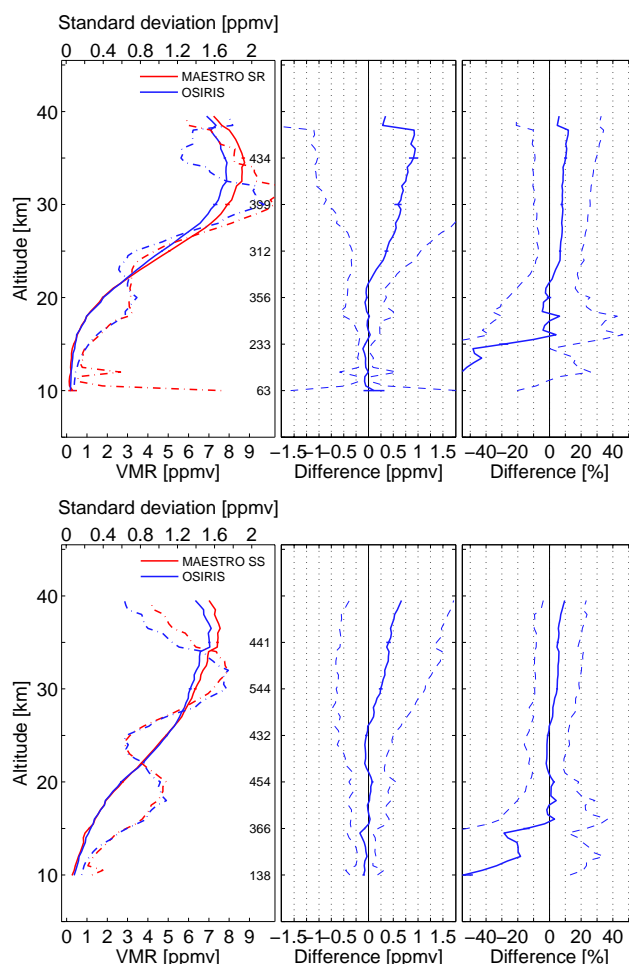 Standard deviation [ppmv]
0 0.4 0.8 1.2 1.6 2
MAESTRO SR
OSIRIS
40
30
20
10
Altitude [km]
434
399
312
356
233
63
0 1 2 3 4 5 6 7 8 9
VMR [ppmv]
−1.5 −1 −0.5 0 0.5 1 1.5
Difference [ppmv]
−40 −20 0 20 40
Difference [%]
Standard deviation [ppmv]
0 0.4 0.8 1.2 1.6 2
MAESTRO SS
OSIRIS
40
30
20
10
Altitude [km]
441
544
432
454
366
138
0 1 2 3 4 5 6 7 8 9
VMR [ppmv]
−1.5 −1 −0.5 0 0.5 1 1.5
Difference [ppmv]
−40 −20 0 20 40
Difference [%]